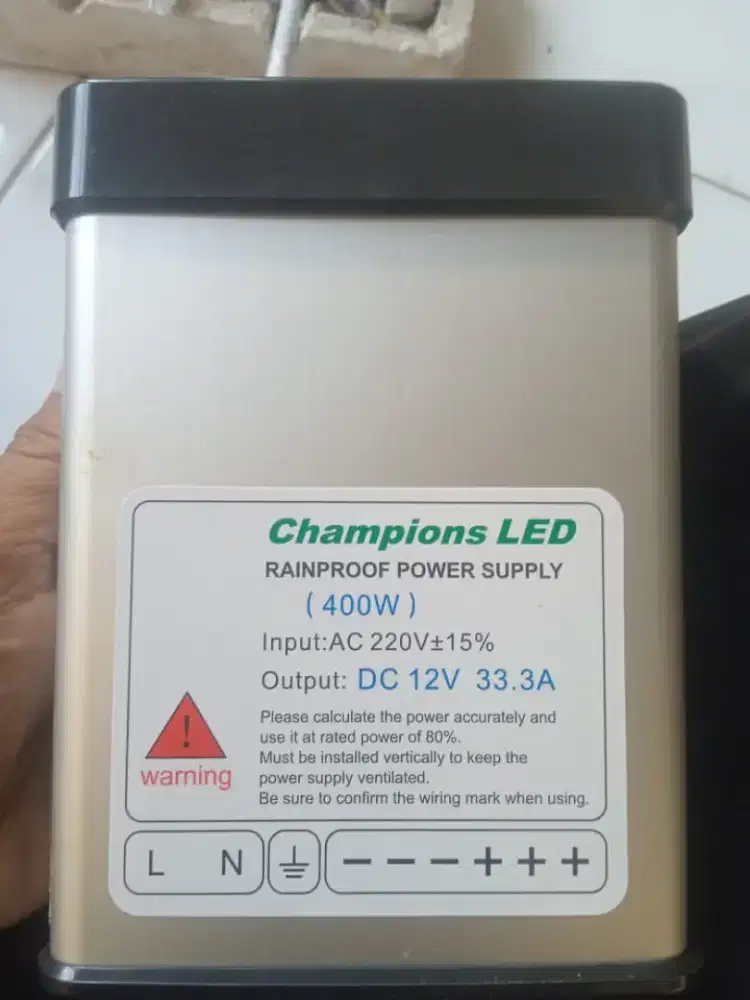 Champions LED
RAINPROOF POWER SUPPLY
(400W)
Input:AC 220V±15%
Output: DC 12V 33.3A
Please calculate the power accurately and
use it at rated power of 80%.
Must be installed vertically to keep the
power supply ventilated.
Be sure to confirm the wiring mark when using.
warning
L N − − − + + +